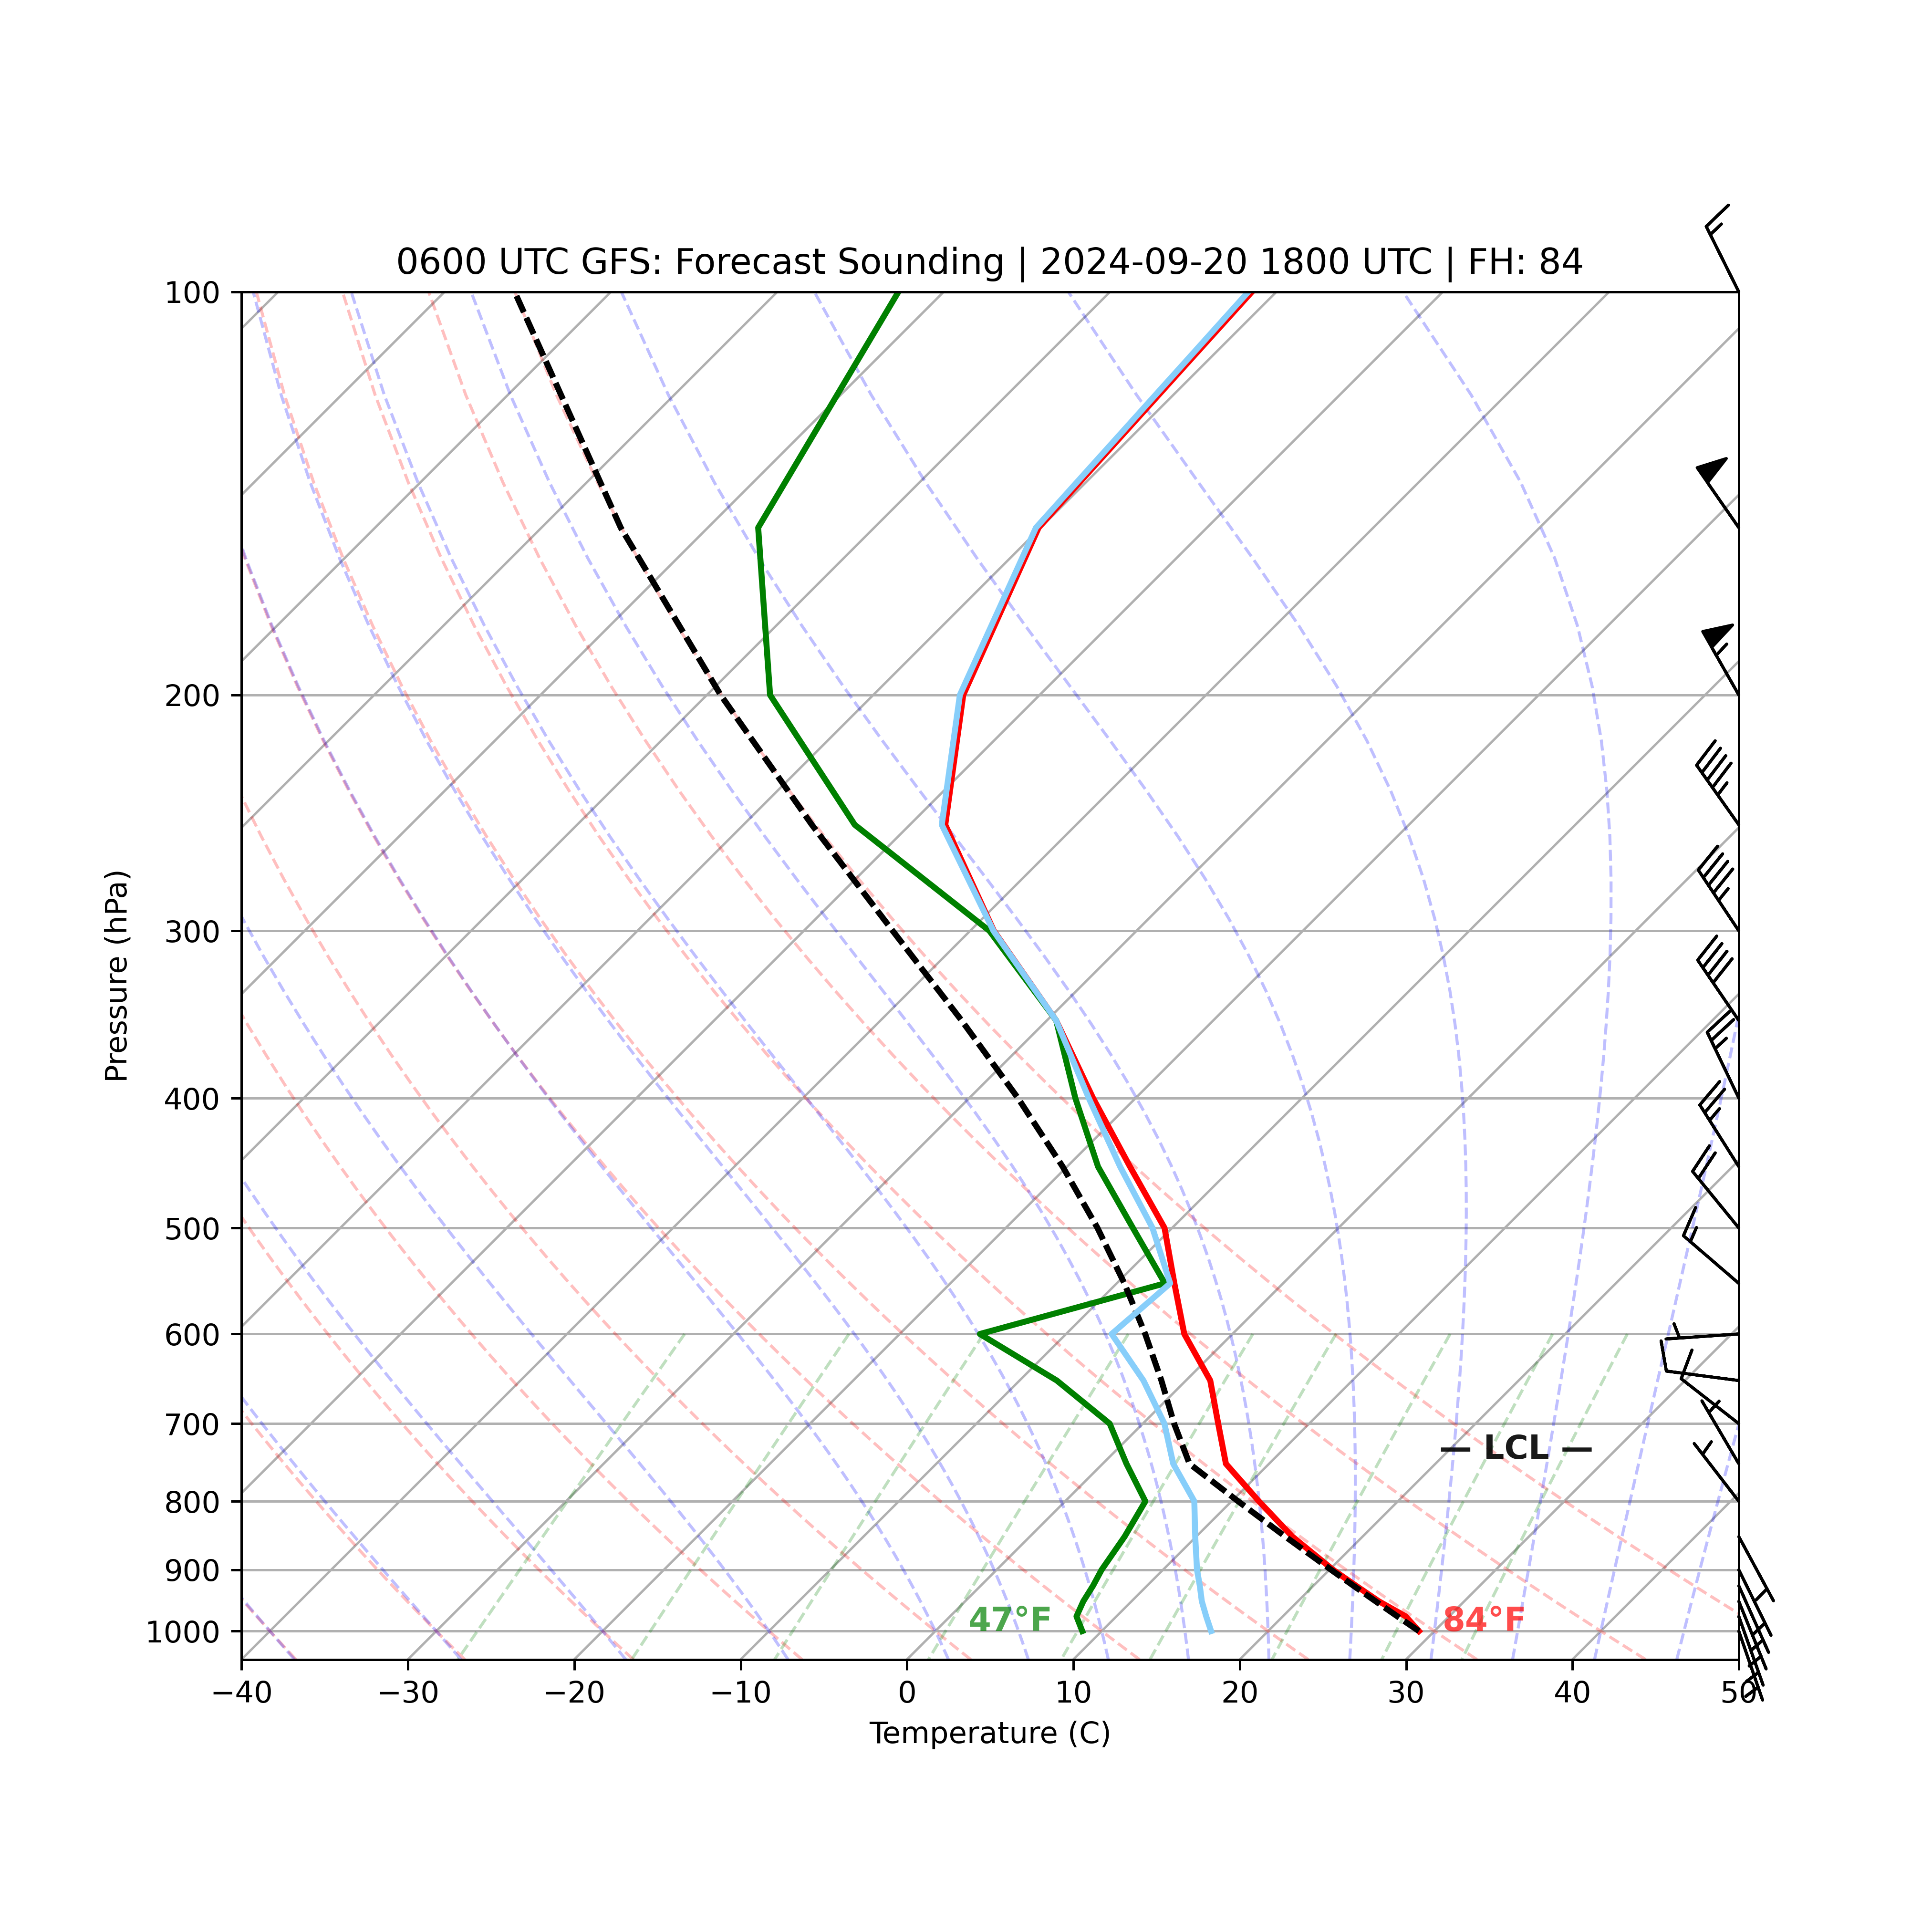 0600 UTC GFS: Forecast Sounding | 2024-09-20 1800 UTC | FH: 84
100
200
300
400
500
600
700
800
900
1000
Pressure (hPa)
— LCL —
47°F
84°F
−40 −30 −20 −10 0 10 20 30 40 50
Temperature (C)